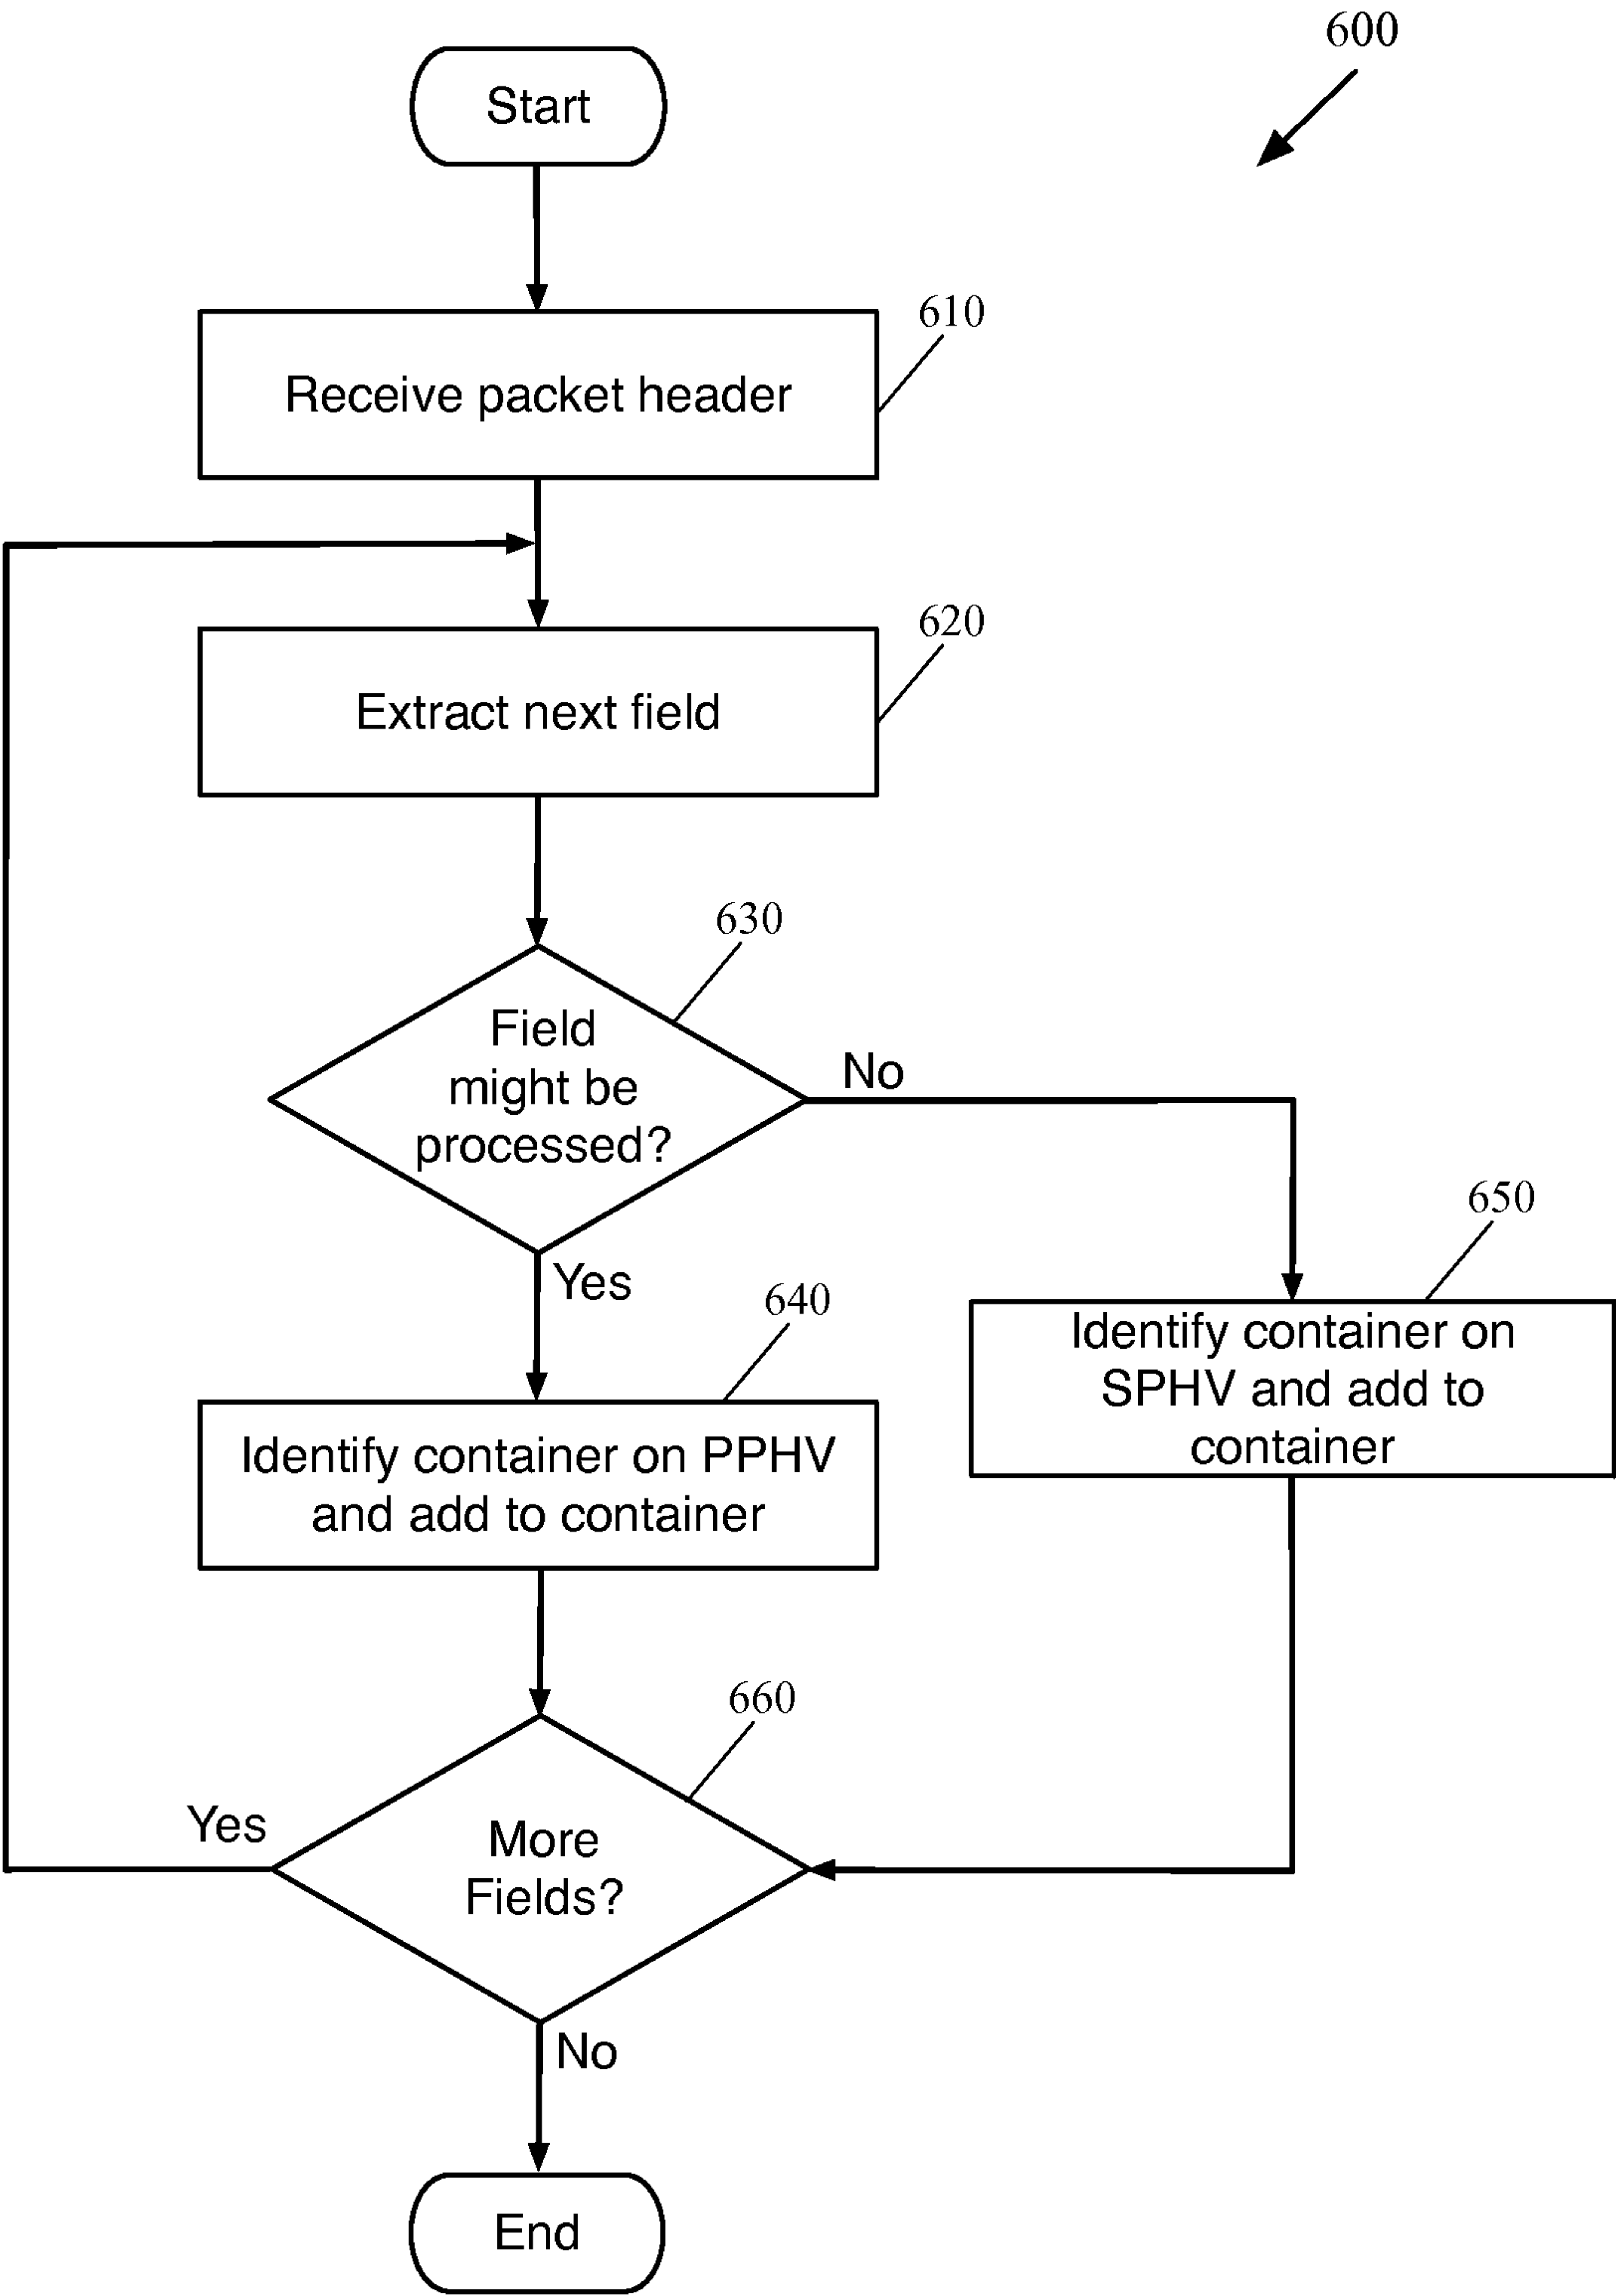 600
Start
610
Receive packet header
620
Extract next field
630
Field
might be
processed?
No
Yes
650
Identify container on
SPHV and add to
container
640
Identify container on PPHV
and add to container
660
More
Fields?
Yes
No
End